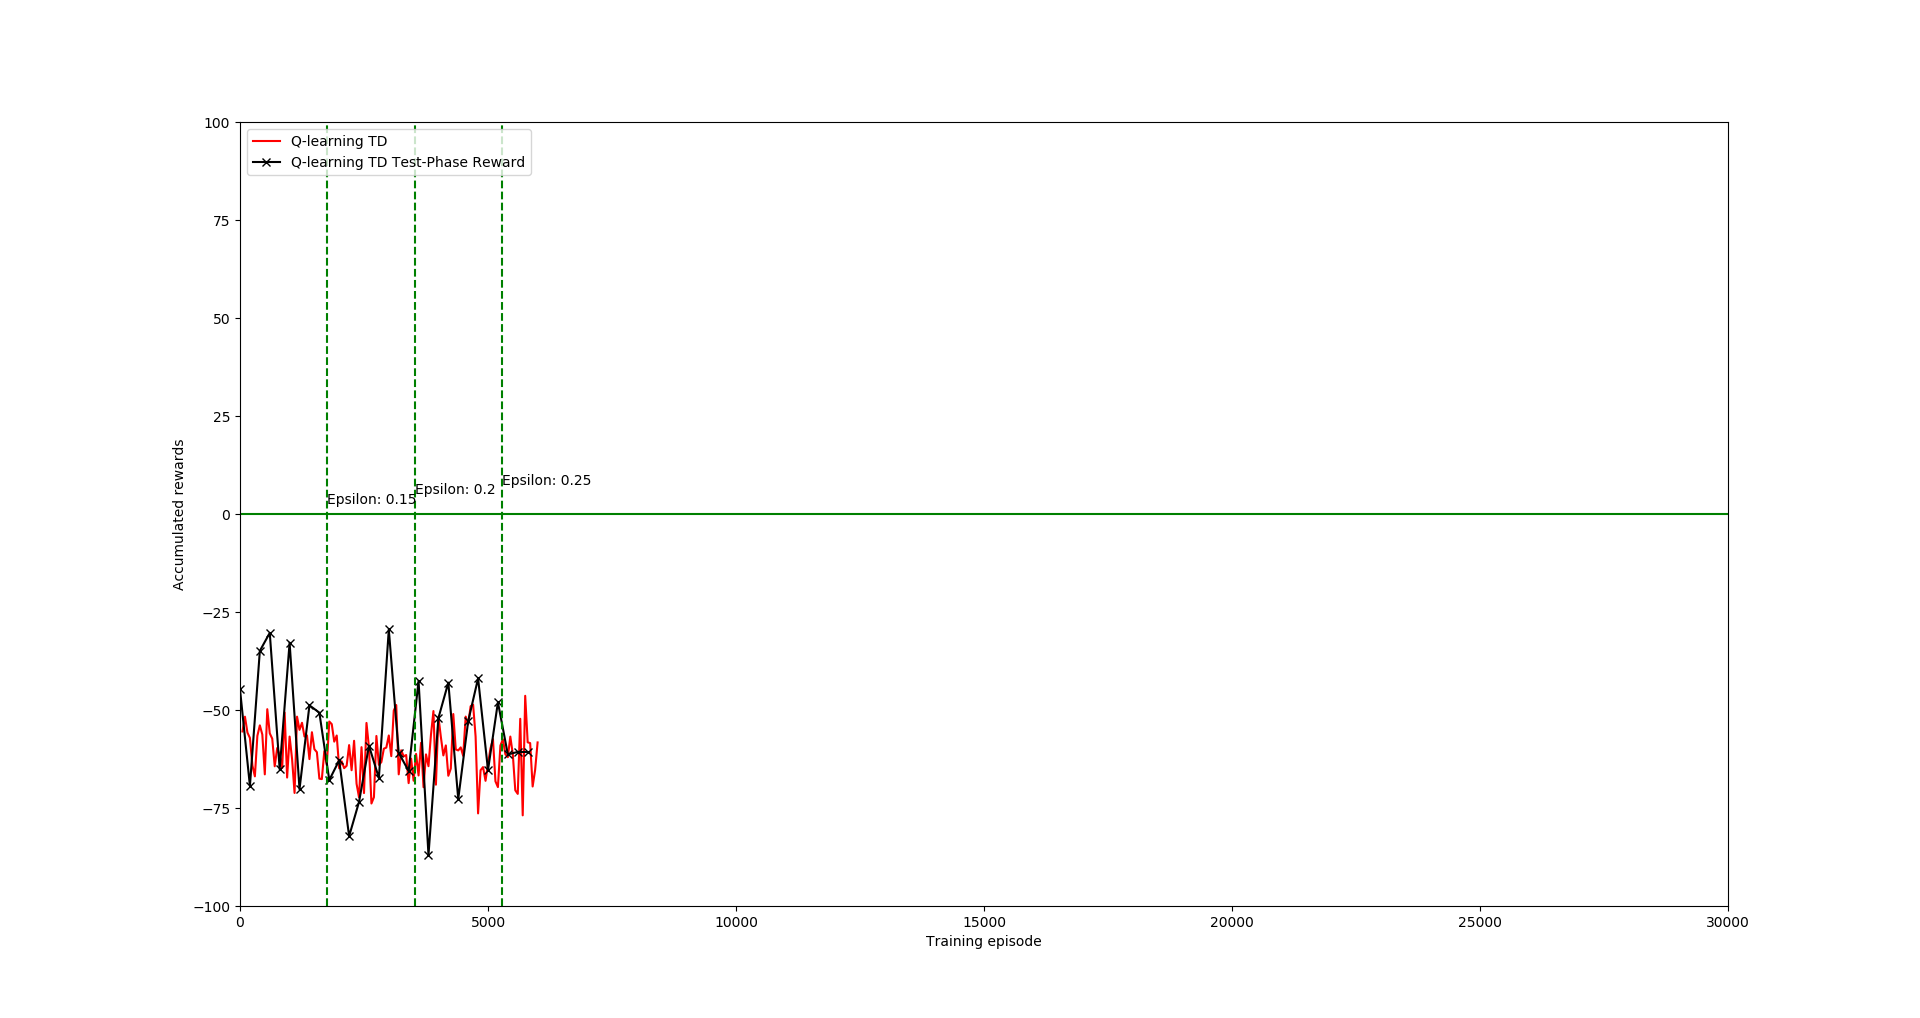 Q-learning TD
Q-learning TD Test-Phase Reward
100
75
50
25
0
−25
−50
−75
−100
Accumulated rewards
Epsilon: 0.15
Epsilon: 0.2
Epsilon: 0.25
0
5000
10000
15000
20000
25000
30000
Training episode